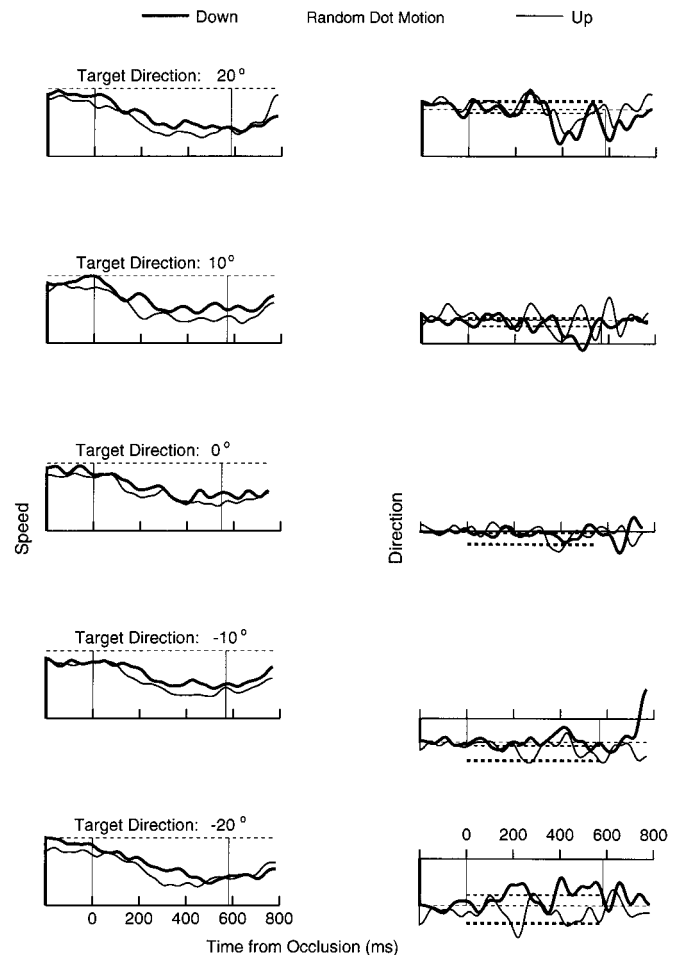 Down Random Dot Motion Up
Target Direction: 20°
Target Direction: 10°
Target Direction: 0°
Speed
Direction
Target Direction: -10°
Target Direction: -20°
0 200 400 600 800
0 200 400 600 800
Time from Occlusion (ms)